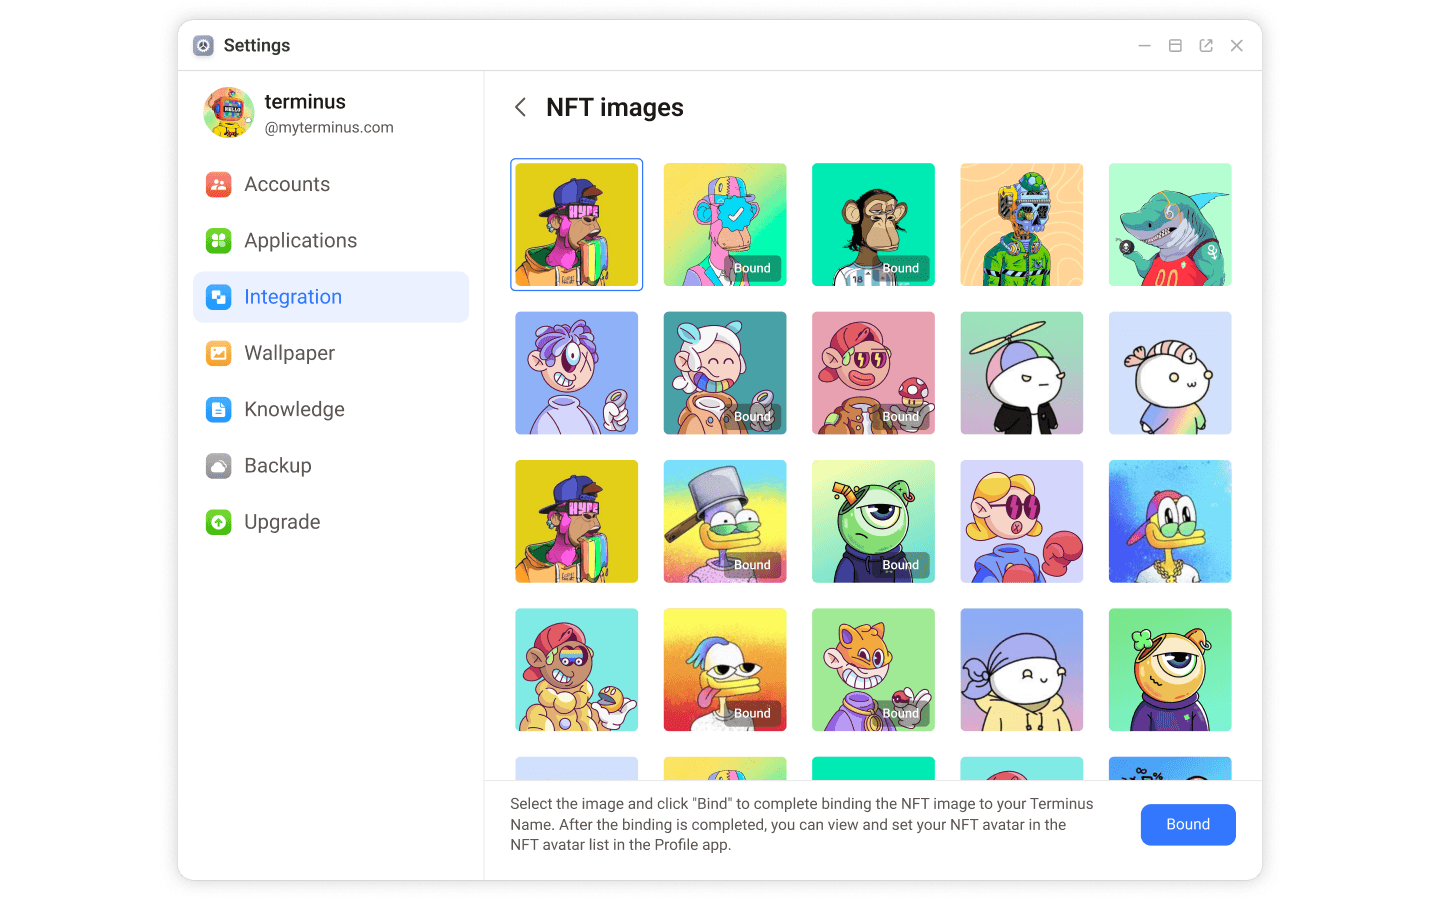 Settings
terminus
@myterminus.com
Accounts
Applications
Integration
Wallpaper
Knowledge
Backup
Upgrade
NFT images
HYPE
Bound
18
Bound
Bound
Bound
HYPE
Bound
Bound
Bound
Bound
Select the image and click "Bind" to complete binding the NFT image to your Terminus
Name. After the binding is completed, you can view and set your NFT avatar in the
NFT avatar list in the Profile app.
Bound